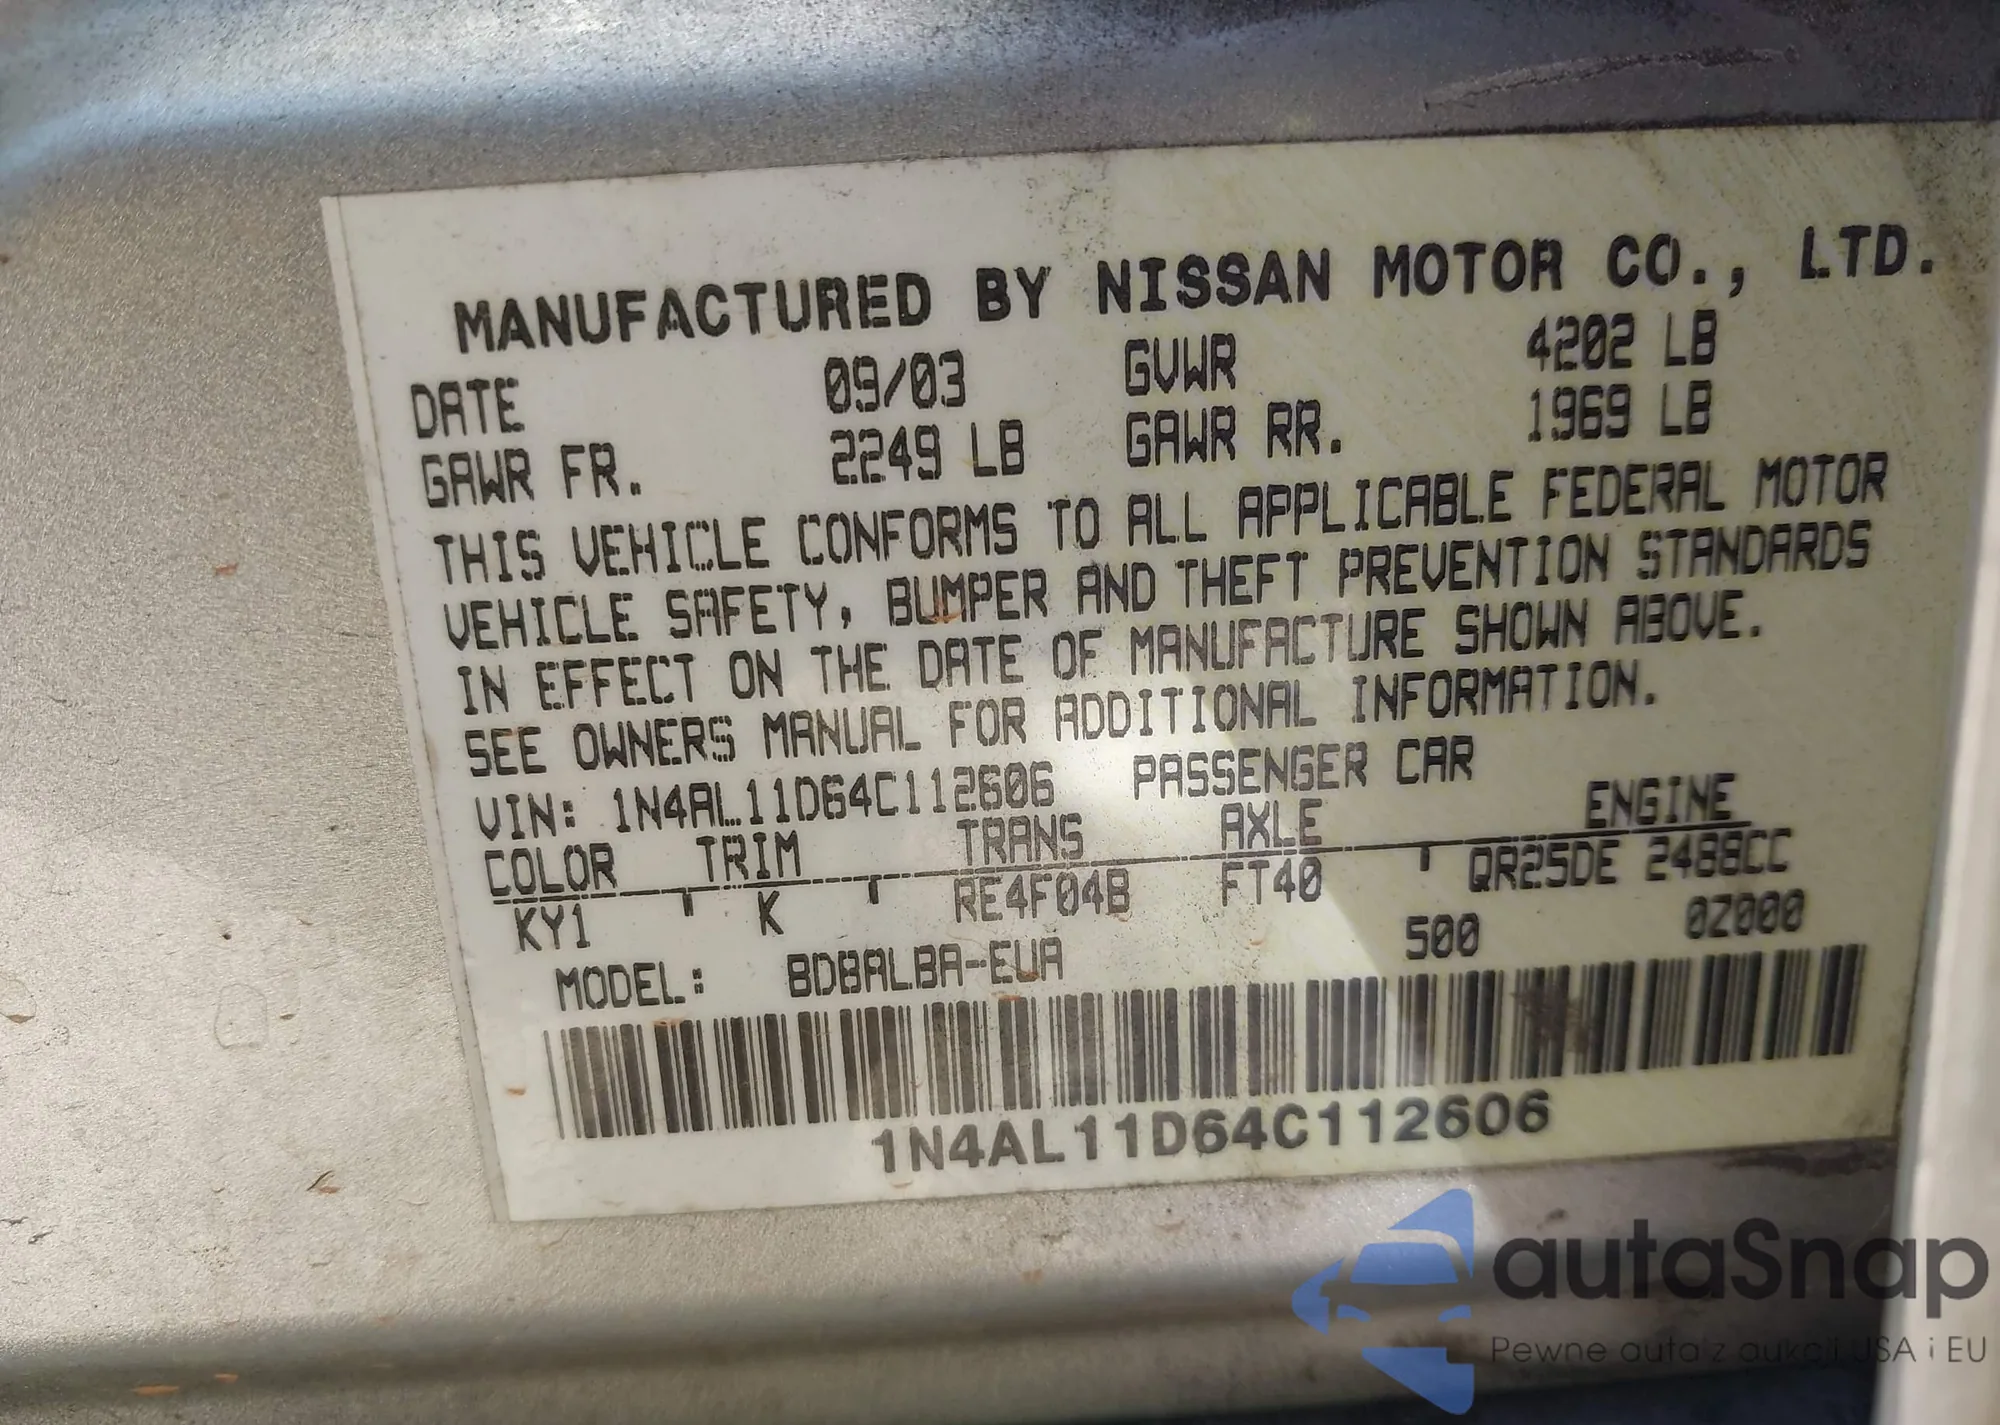 MANUFACTURED BY NISSAN MOTOR CO., LTD.
DATE 09/03 GVWR 4202 LB
GAWR FR. 2249 LB GAWR RR. 1969 LB
THIS VEHICLE CONFORMS TO ALL APPLICABLE FEDERAL MOTOR
VEHICLE SAFETY, BUMPER AND THEFT PREVENTION STANDARDS
IN EFFECT ON THE DATE OF MANUFACTURE SHOWN ABOVE.
SEE OWNERS MANUAL FOR ADDITIONAL INFORMATION.
VIN: 1N4AL11D64C112606 PASSENGER CAR
COLOR TRIM TRANS AXLE ENGINE
KY1 K RE4F04B FT40 QR25DE 2488CC
MODEL: BDBALBA-EUA 500 0Z000
1N4AL11D64C112606
autaSnap
Pewne auta z aukcji USA i EU